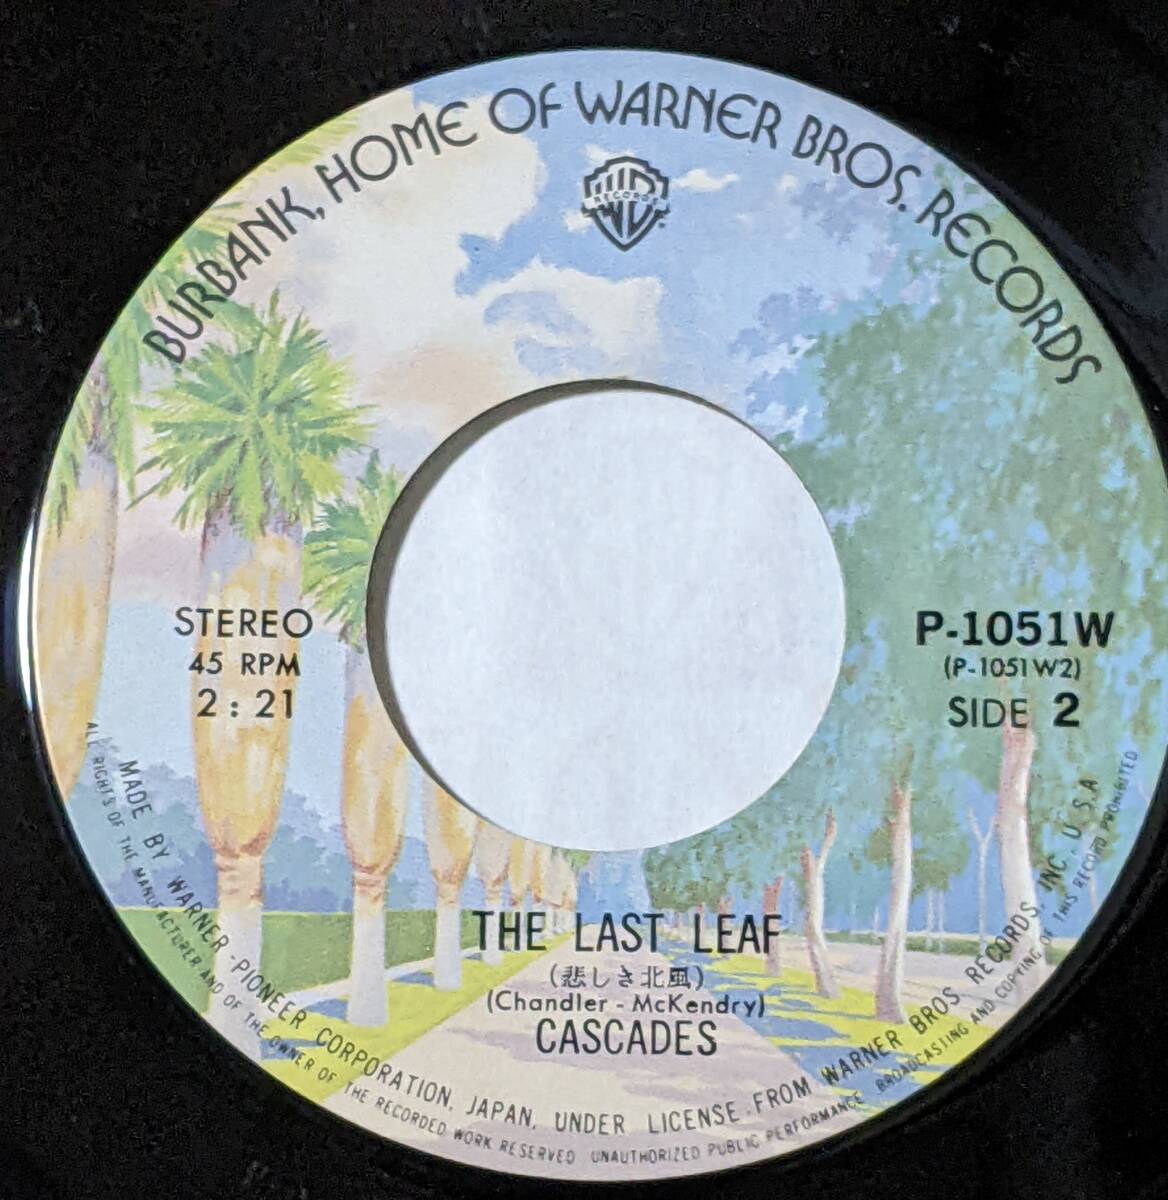 BURBANK, HOME OF WARNER BROS. RECORDS
RECORDS
STEREO
45 RPM
2:21
P-1051W
(P-1051W2)
SIDE 2
THE LAST LEAF
(悲しき北風)
(Chandler - McKendry)
CASCADES
MADE BY WARNER-PIONEER CORPORATION, JAPAN, UNDER LICENSE FROM WARNER BROS. RECORDS, INC., U.S.A
ALL RIGHTS OF THE MANUFACTURER AND OF THE OWNER OF THE RECORDED WORK RESERVED UNAUTHORIZED PUBLIC PERFORMANCE BROADCASTING AND COPYING OF THIS RECORD PROHIBITED